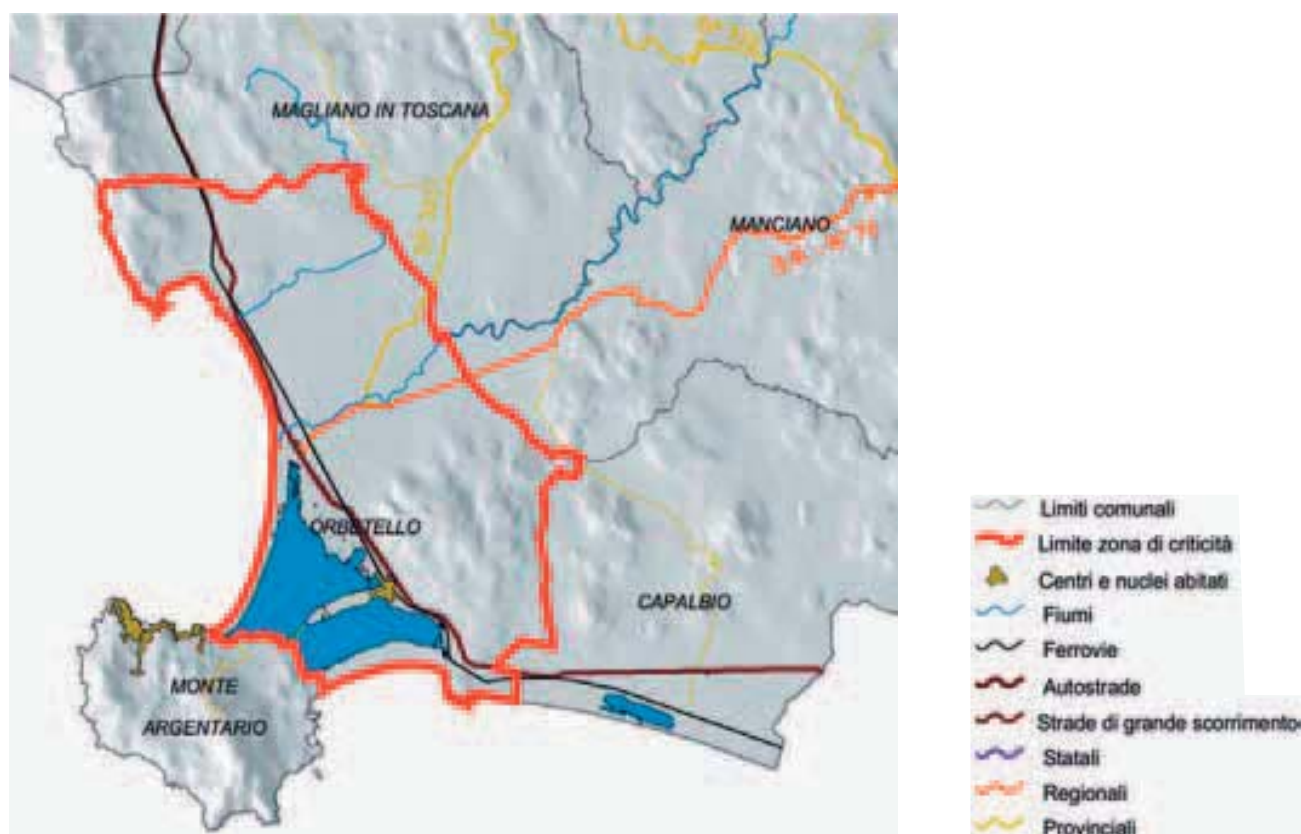 MAGLIANO IN TOSCANA
MANCIANO
ORBETELLO
CAPALBIO
MONTE
ARGENTARIO
Limiti comunali
Limite zona di criticità
Centri e nuclei abitati
Fiumi
Ferrovie
Autostrade
Strade di grande scorrimento
Statali
Regionali
Provinciali